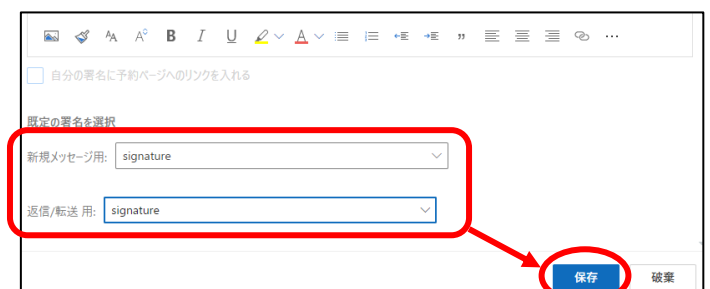 自分の署名に予約ページへのリンクを入れる
既定の署名を選択
新規メッセージ用: signature
返信/転送 用: signature
保存 破棄